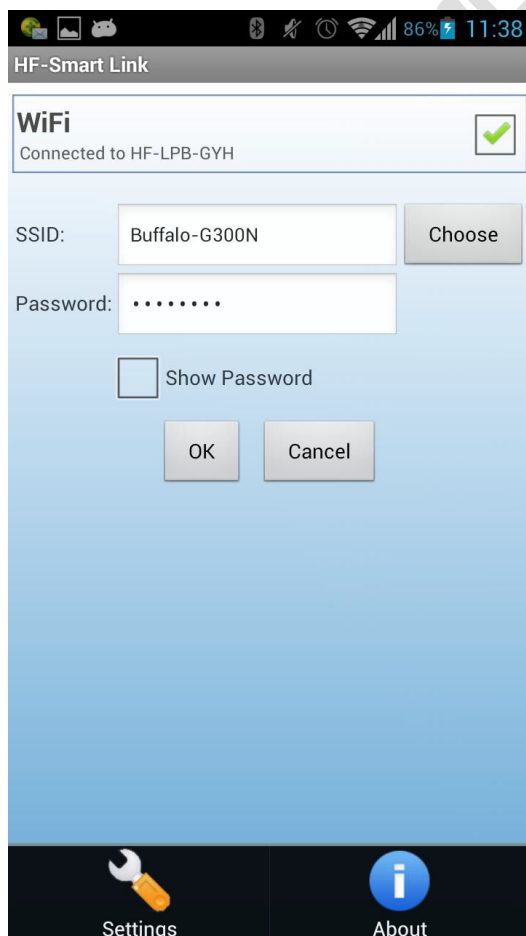 86% 11:38
HF-Smart Link
WiFi
Connected to HF-LPB-GYH
SSID: Buffalo-G300N Choose
Password: ••••••••
Show Password
OK Cancel
Settings About